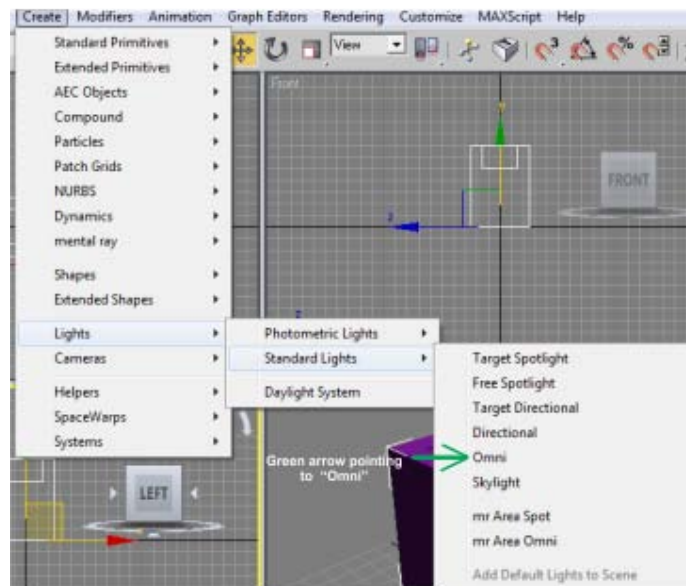 Create Modifiers Animation Graph Editors Rendering Customize MAXScript Help
View
Standard Primitives
Extended Primitives
AEC Objects
Compound
Particles
Patch Grids
NURBS
Dynamics
mental ray
Shapes
Extended Shapes
Lights
Cameras
Helpers
SpaceWarps
Systems
Photometric Lights
Standard Lights
Daylight System
Target Spotlight
Free Spotlight
Target Directional
Directional
Omni
Skylight
mr Area Spot
mr Area Omni
Add Default Lights to Scene
Front
y
z
FRONT
z
Green arrow pointing
to "Omni"
LEFT
3
%